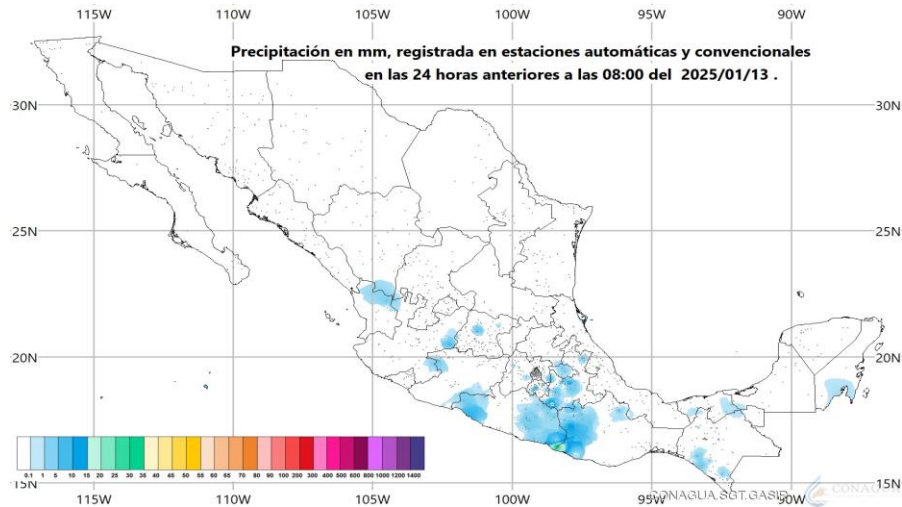 115W 110W 105W 100W 95W 90W
Precipitación en mm, registrada en estaciones automáticas y convencionales
en las 24 horas anteriores a las 08:00 del 2025/01/13 .
30N 30N
25N 25N
20N 20N
0.1 1 5 10 15 20 25 30 35 40 45 50 55 60 65 70 80 90 100 200 300 400 500 600 800 1000 1200 1400
15N 15N
CONAGUA.SGT.GASIR
CONAGUA
115W 110W 105W 100W 95W 90W